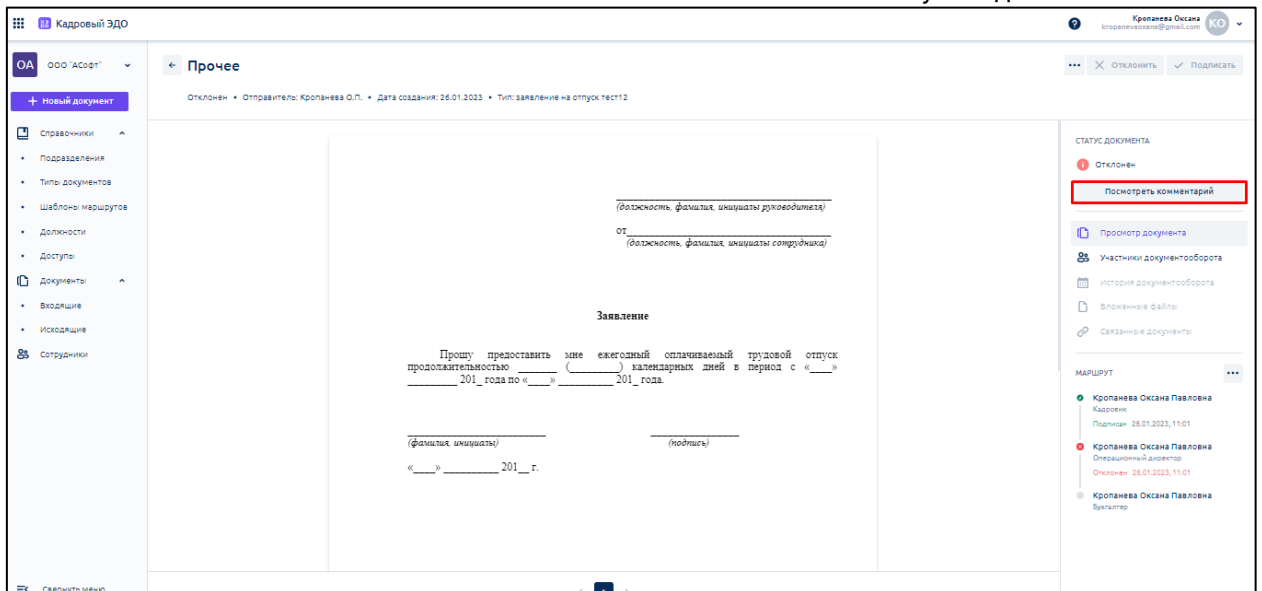 Кадровый ЭДО
Кропанева Оксана
kropanevaoxana@gmail.com
КО
ОА
ООО "АСофт"
← Прочее
••• × Отклонить ✓ Подписать
+ Новый документ
Отклонен • Отправитель: Кропанева О.П. • Дата создания: 26.01.2023 • Тип: заявление на отпуск тест12
Справочники
• Подразделения
• Типы документов
• Шаблоны маршрутов
• Должности
• Доступы
Документы
• Входящие
• Исходящие
Сотрудники
Свернуть меню
(должность, фамилия, инициалы руководителя)
от____________________
(должность, фамилия, инициалы сотрудника)
Заявление
Прошу предоставить мне ежегодный оплачиваемый трудовой отпуск
продолжительностью _______ (_________) календарных дней в период с «____»
__________ 201_ года по «____» __________ 201_ года.
(фамилия, инициалы) (подпись)
«____» __________ 201__ г.
СТАТУС ДОКУМЕНТА
Отклонен
Посмотреть комментарий
Просмотр документа
Участники документооборота
История документооборота
Вложенные файлы
Связанные документы
МАРШРУТ •••
Кропанева Оксана Павловна
Кадровик
Подписан 26.01.2023, 11:01
Кропанева Оксана Павловна
Операционный директор
Отклонен 26.01.2023, 11:01
Кропанева Оксана Павловна
Бухгалтер